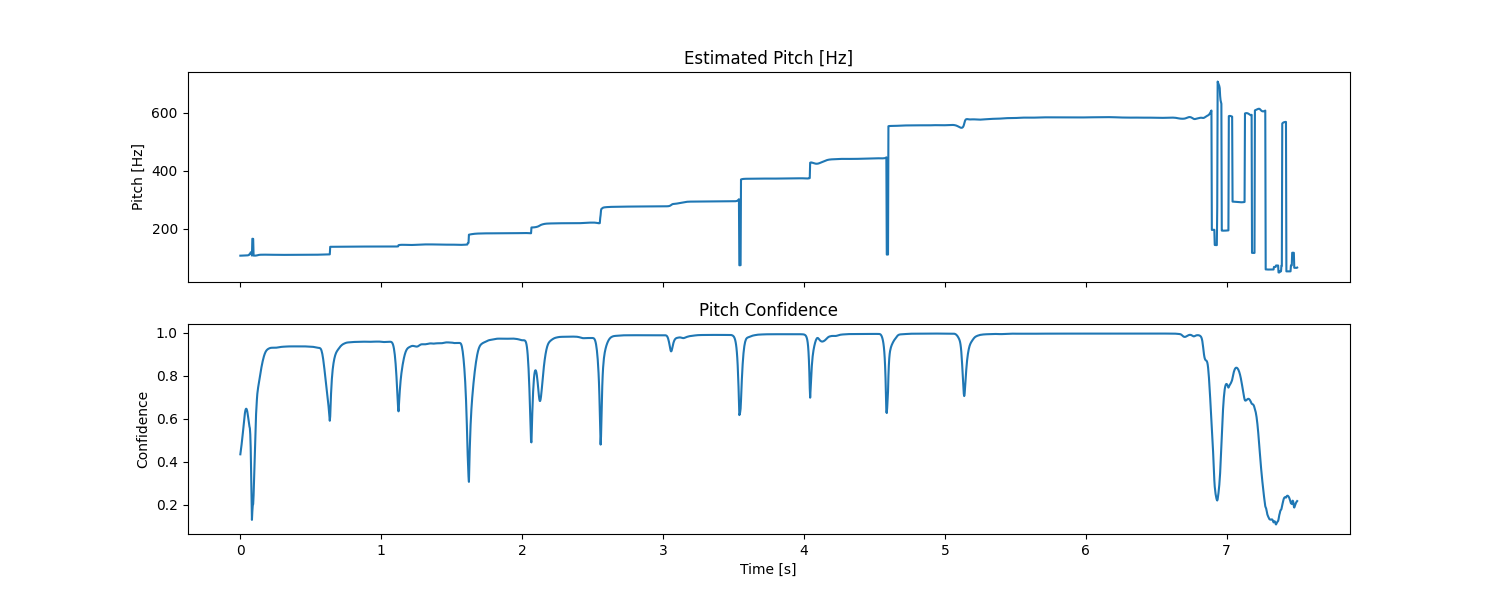 Estimated Pitch [Hz]
Pitch [Hz]
600
400
200
Pitch Confidence
Confidence
1.0
0.8
0.6
0.4
0.2
0 1 2 3 4 5 6 7
Time [s]